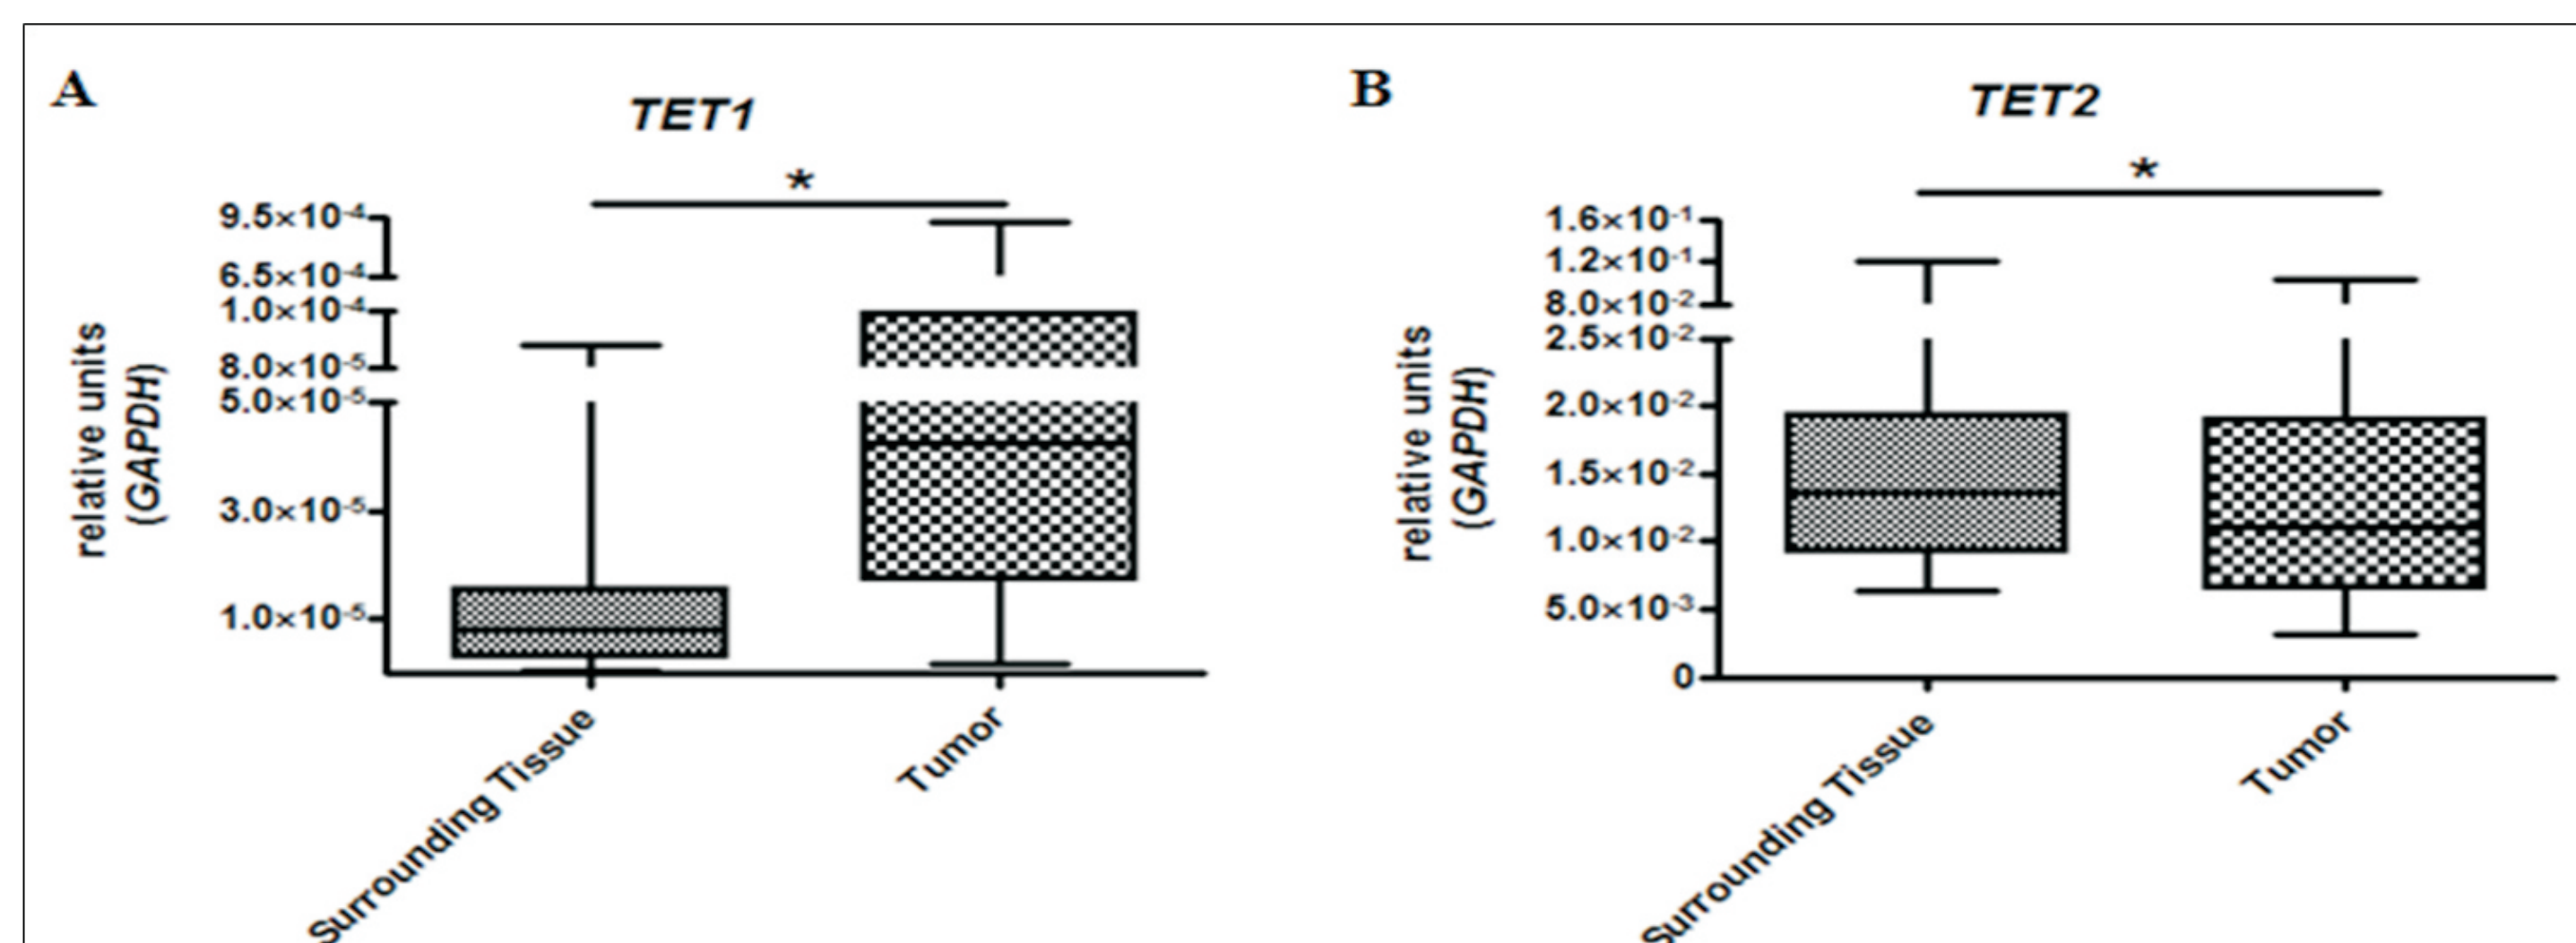 A
TET1
*
9.5×10⁻⁴
6.5×10⁻⁴
1.0×10⁻⁴
8.0×10⁻⁵
5.0×10⁻⁵
3.0×10⁻⁵
1.0×10⁻⁵
relative units
(GAPDH)
Surrounding Tissue
Tumor
B
TET2
*
1.6×10⁻¹
1.2×10⁻¹
8.0×10⁻²
2.5×10⁻²
2.0×10⁻²
1.5×10⁻²
1.0×10⁻²
5.0×10⁻³
0
relative units
(GAPDH)
Surrounding Tissue
Tumor